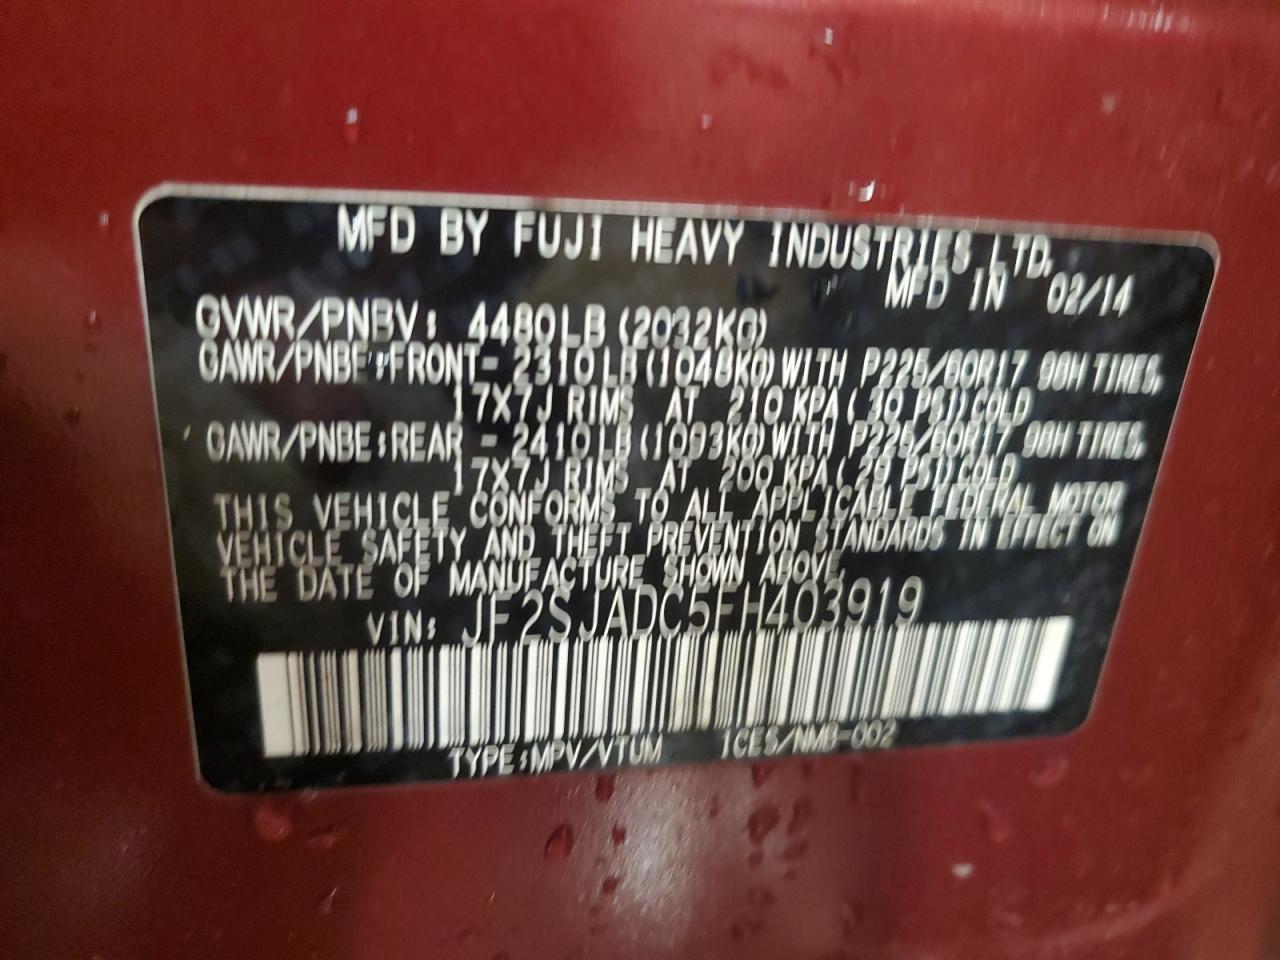 MFD BY FUJI HEAVY INDUSTRIES LTD.
MFD IN 02/14
GVWR/PNBV: 4480LB (2032KG)
GAWR/PNBE:FRONT- 2310 LB (1048KG) WITH P225/60R17 98H TIRES,
17X7J RIMS AT 210 KPA ( 30 PSI) COLD
GAWR/PNBE:REAR - 2410 LB (1093KG) WITH P225/60R17 98H TIRES,
17X7J RIMS AT 200 KPA ( 29 PSI) COLD
THIS VEHICLE CONFORMS TO ALL APPLICABLE FEDERAL MOTOR
VEHICLE SAFETY AND THEFT PREVENTION STANDARDS IN EFFECT ON
THE DATE OF MANUFACTURE SHOWN ABOVE.
VIN: JF2SJADC5FH403919
TYPE:MPV/VTUM ICES/NMB-002